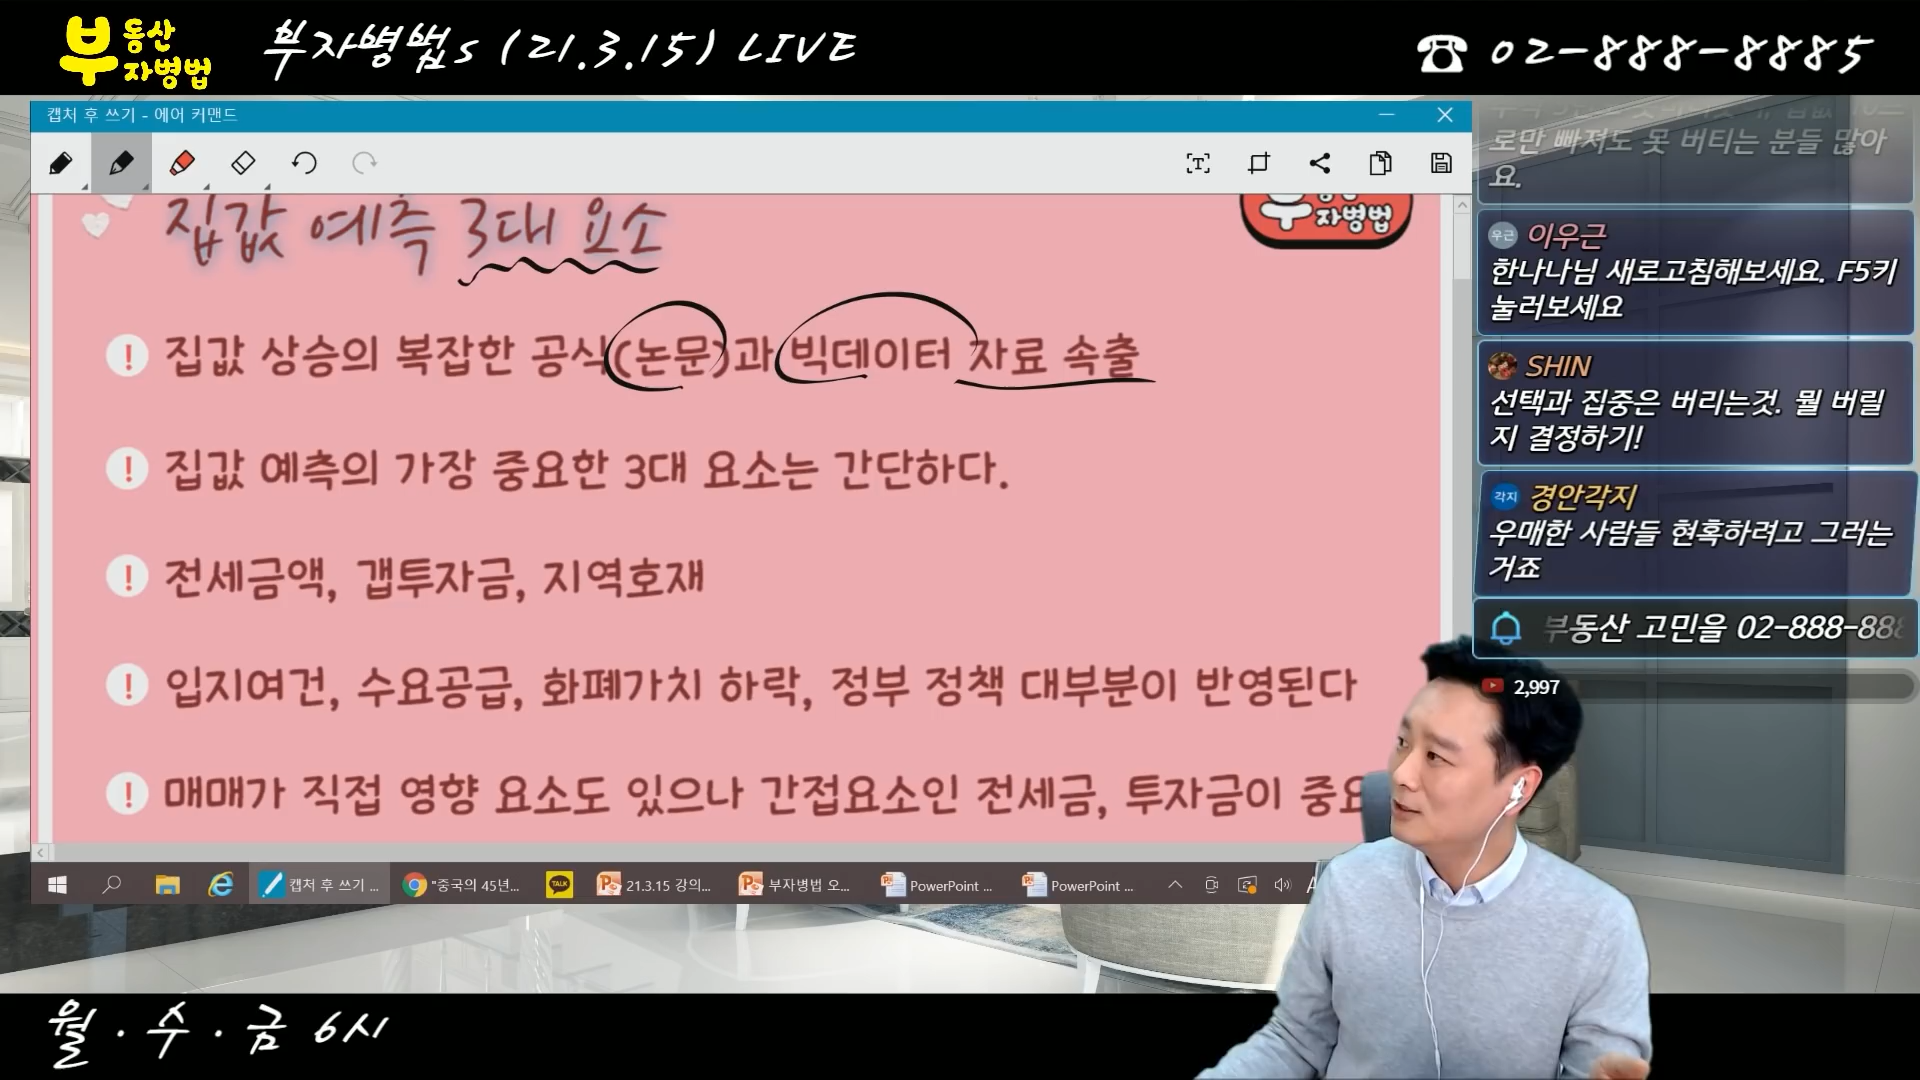 부동산
자병법
부자병법s (21.3.15) LIVE
02-888-8885
캡처 후 쓰기 - 에어 커맨드
집값 예측 3대 요소
자병법
집값 상승의 복잡한 공식(논문)과 빅데이터 자료 속출
집값 예측의 가장 중요한 3대 요소는 간단하다.
전세금액, 갭투자금, 지역호재
입지여건, 수요공급, 화폐가치 하락, 정부 정책 대부분이 반영된다
매매가 직접 영향 요소도 있으나 간접요소인 전세금, 투자금이 중요
로만 빠져도 못 버티는 분들 많아
요.
우근 이우근
한나나님 새로고침해보세요. F5키
눌러보세요
SHIN
선택과 집중은 버리는것. 뭘 버릴
지 결정하기!
각지 경안각지
우매한 사람들 현혹하려고 그러는
거죠
부동산 고민을 02-888-888
2,997
캡처 후 쓰기 ...
"중국의 45년...
TALK
21.3.15 강의...
부자병법 오...
PowerPoint ...
PowerPoint ...
월·수·금 6시